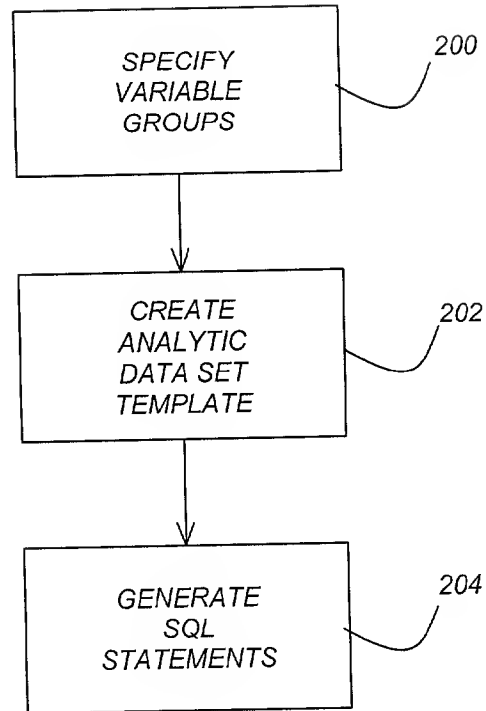 SPECIFY
VARIABLE
GROUPS
200
CREATE
ANALYTIC
DATA SET
TEMPLATE
202
GENERATE
SQL
STATEMENTS
204